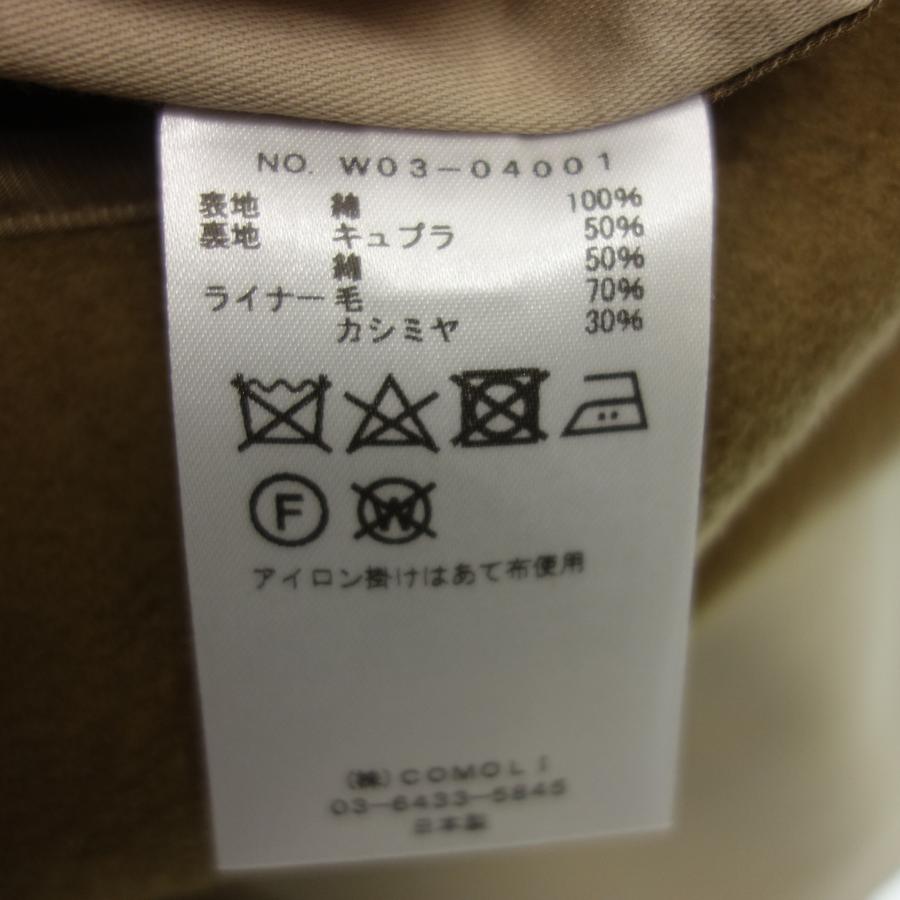 NO. W03-04001
表地 綿 100%
裏地 キュプラ 50%
綿 50%
ライナー 毛 70%
カシミヤ 30%
F W
アイロン掛けはあて布使用
(株)COMOLI
03-6433-5845
日本製